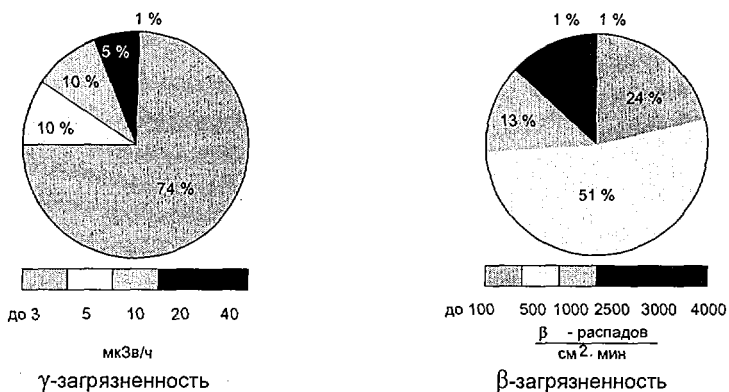 1 %
5 %
10 %
10 %
74 %
до 3 5 10 20 40
мкЗв/ч
γ-загрязненность
1 % 1 %
24 %
13 %
51 %
до 100 500 1000 2500 3000 4000
β - распадов
см2· мин
β-загрязненность